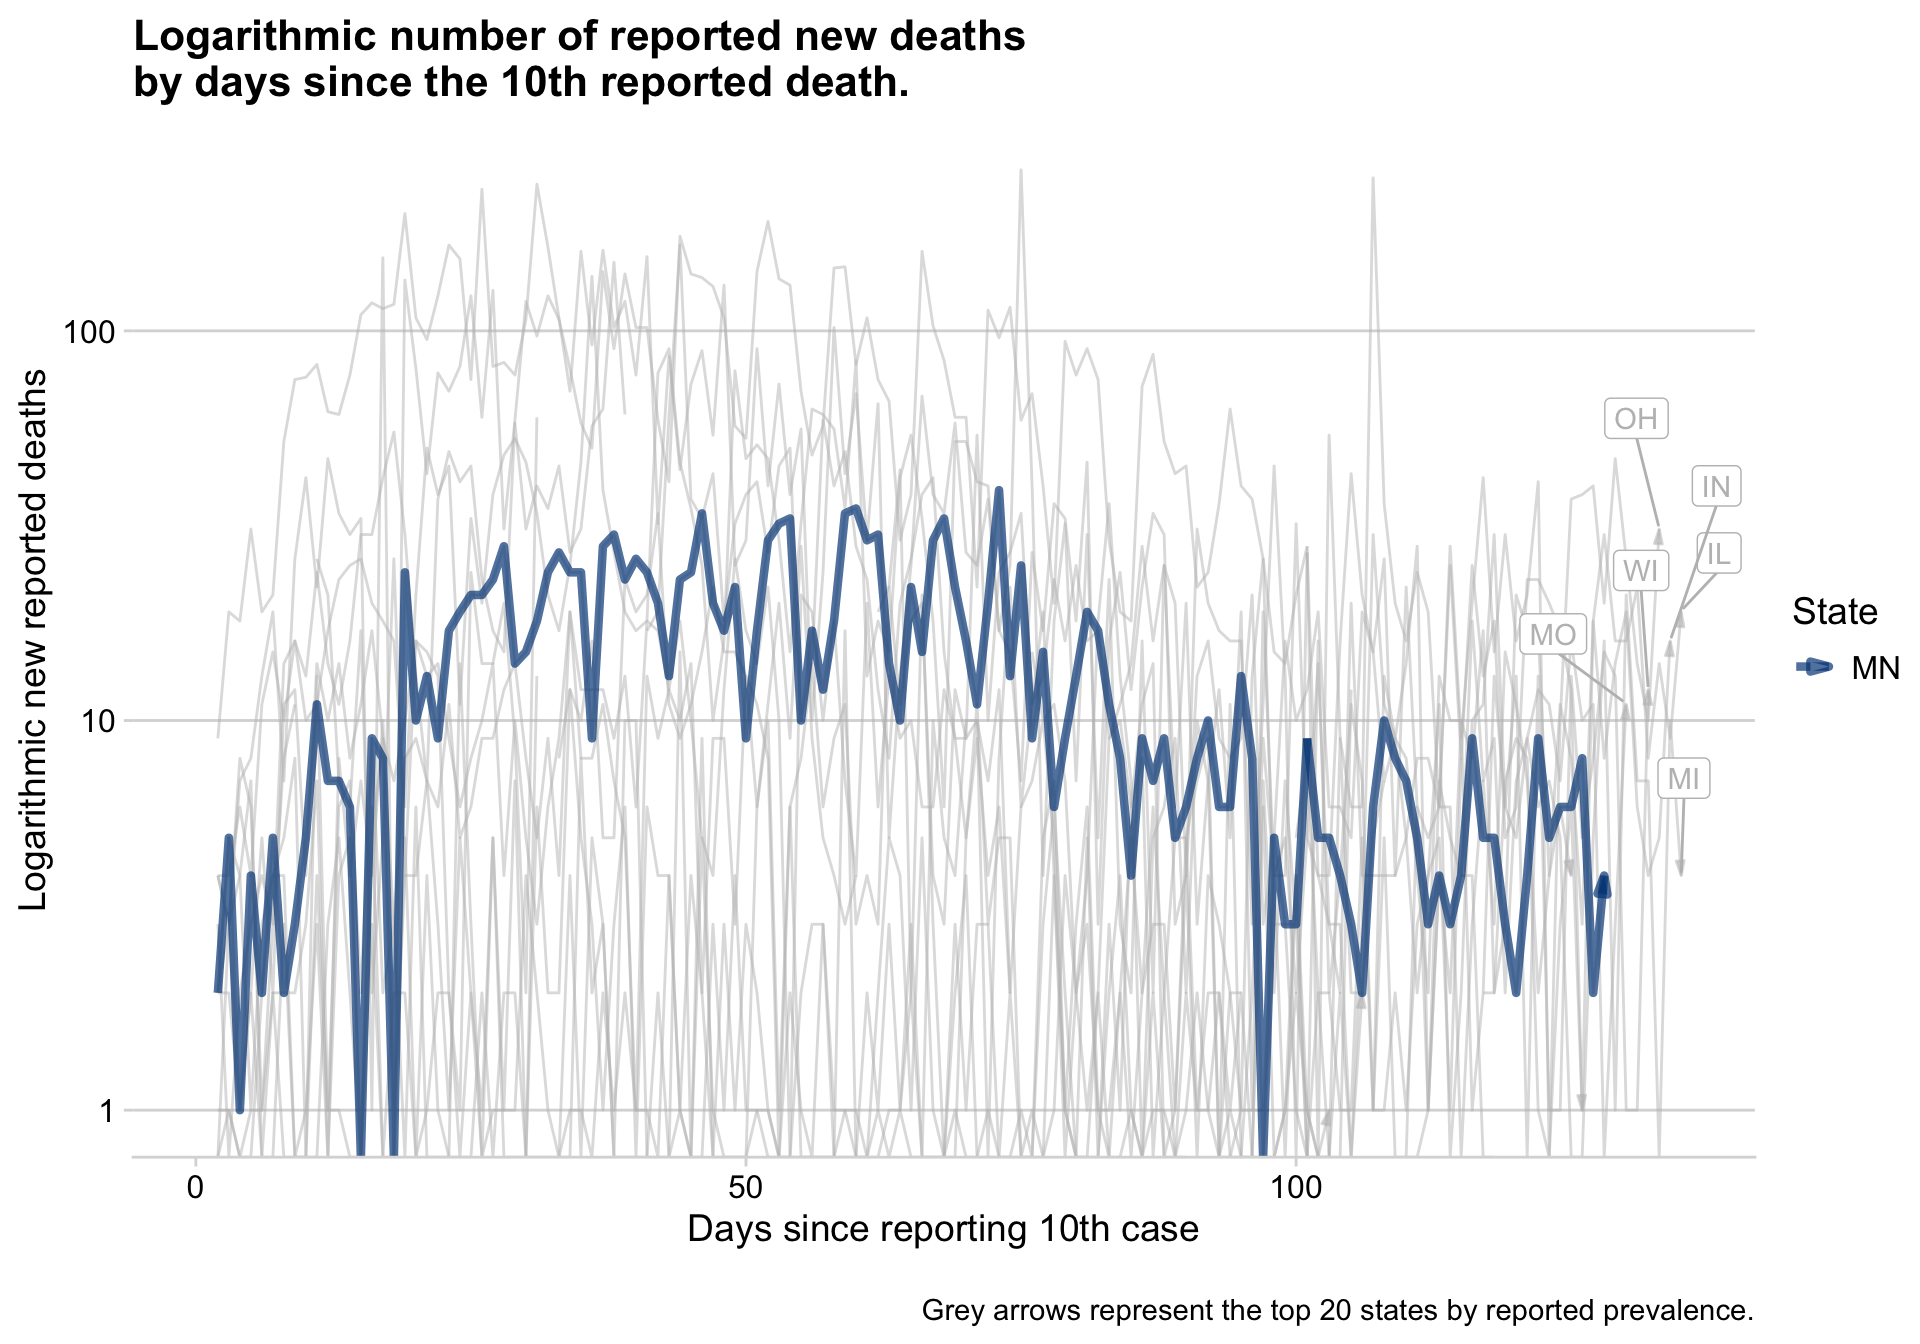 Logarithmic number of reported new deaths
by days since the 10th reported death.
Logarithmic new reported deaths
100
10
1
OH
IN
IL
WI
MO
MI
State
MN
0
50
100
Days since reporting 10th case
Grey arrows represent the top 20 states by reported prevalence.